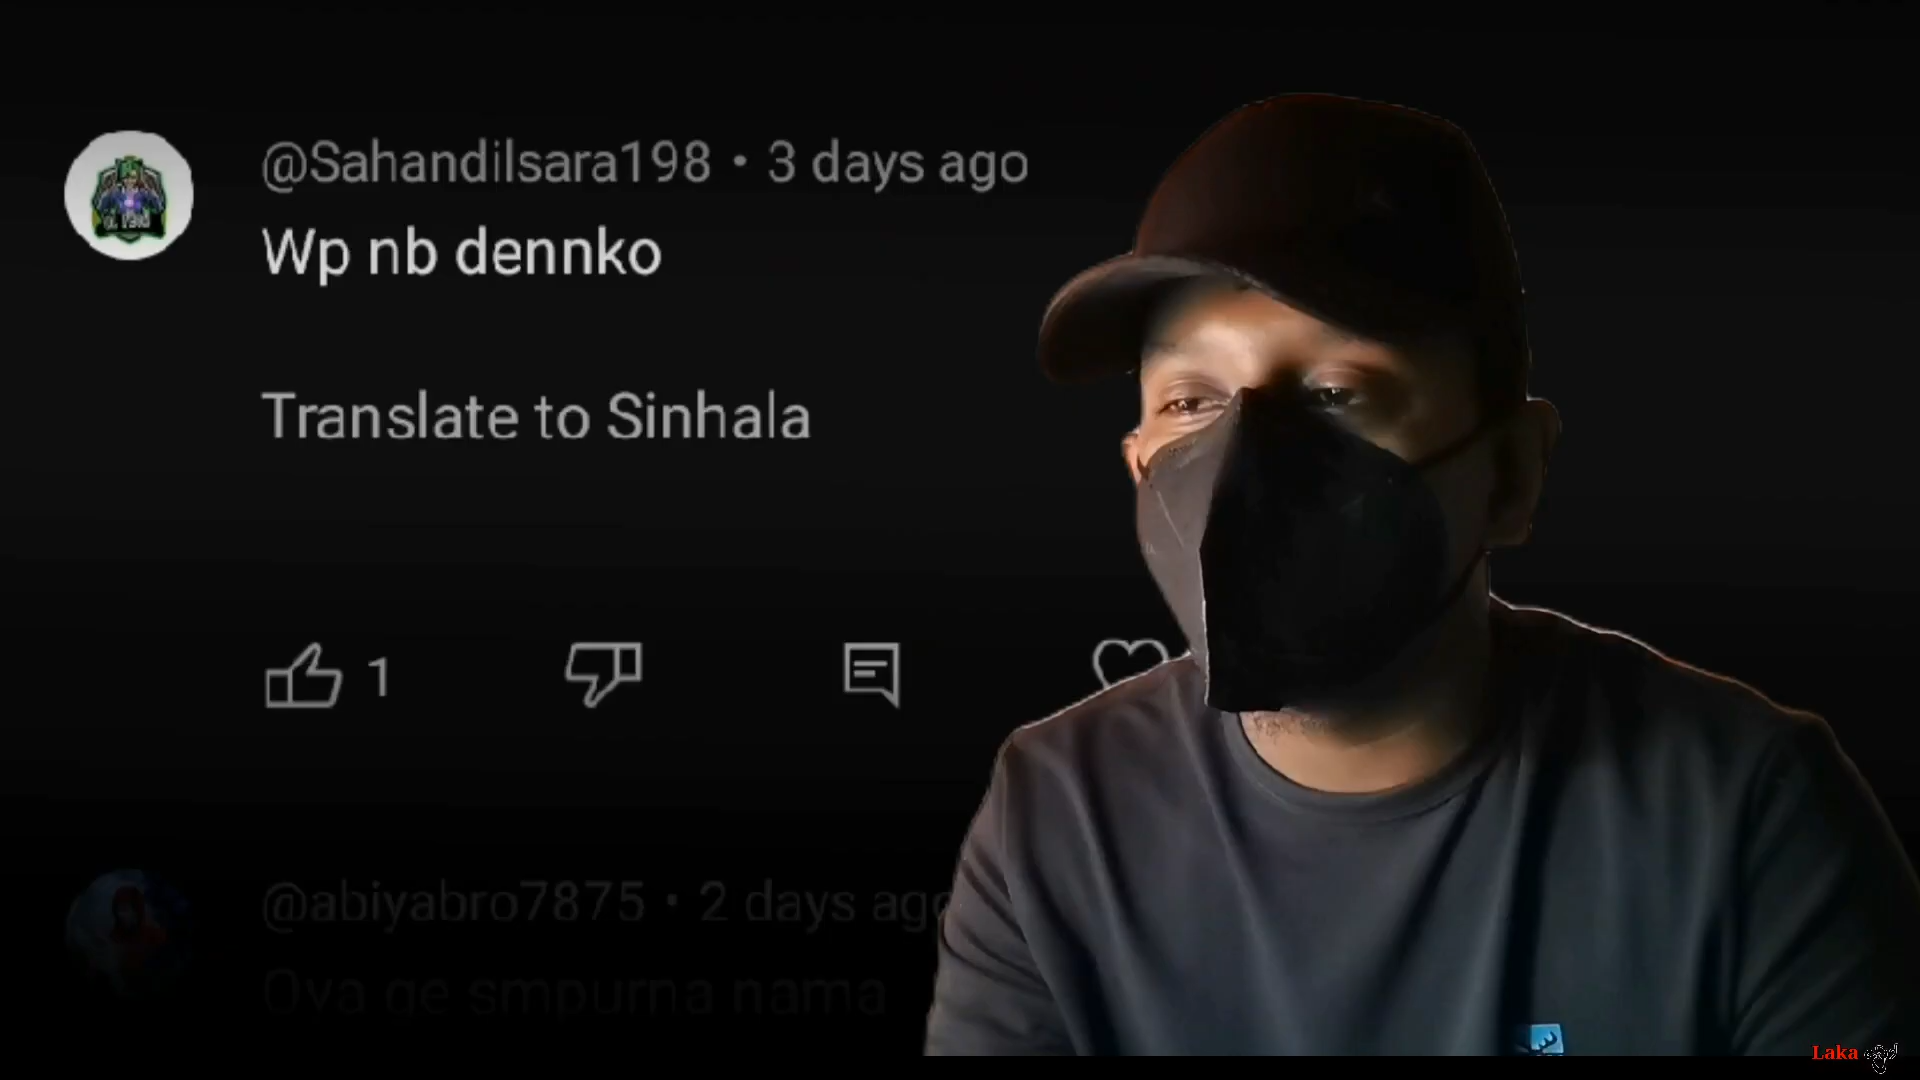 @Sahandilsara198 • 3 days ago
Wp nb dennko
Translate to Sinhala
1
@abiyabro7875 • 2 days ago
Ova ge smpurna nama
Laka